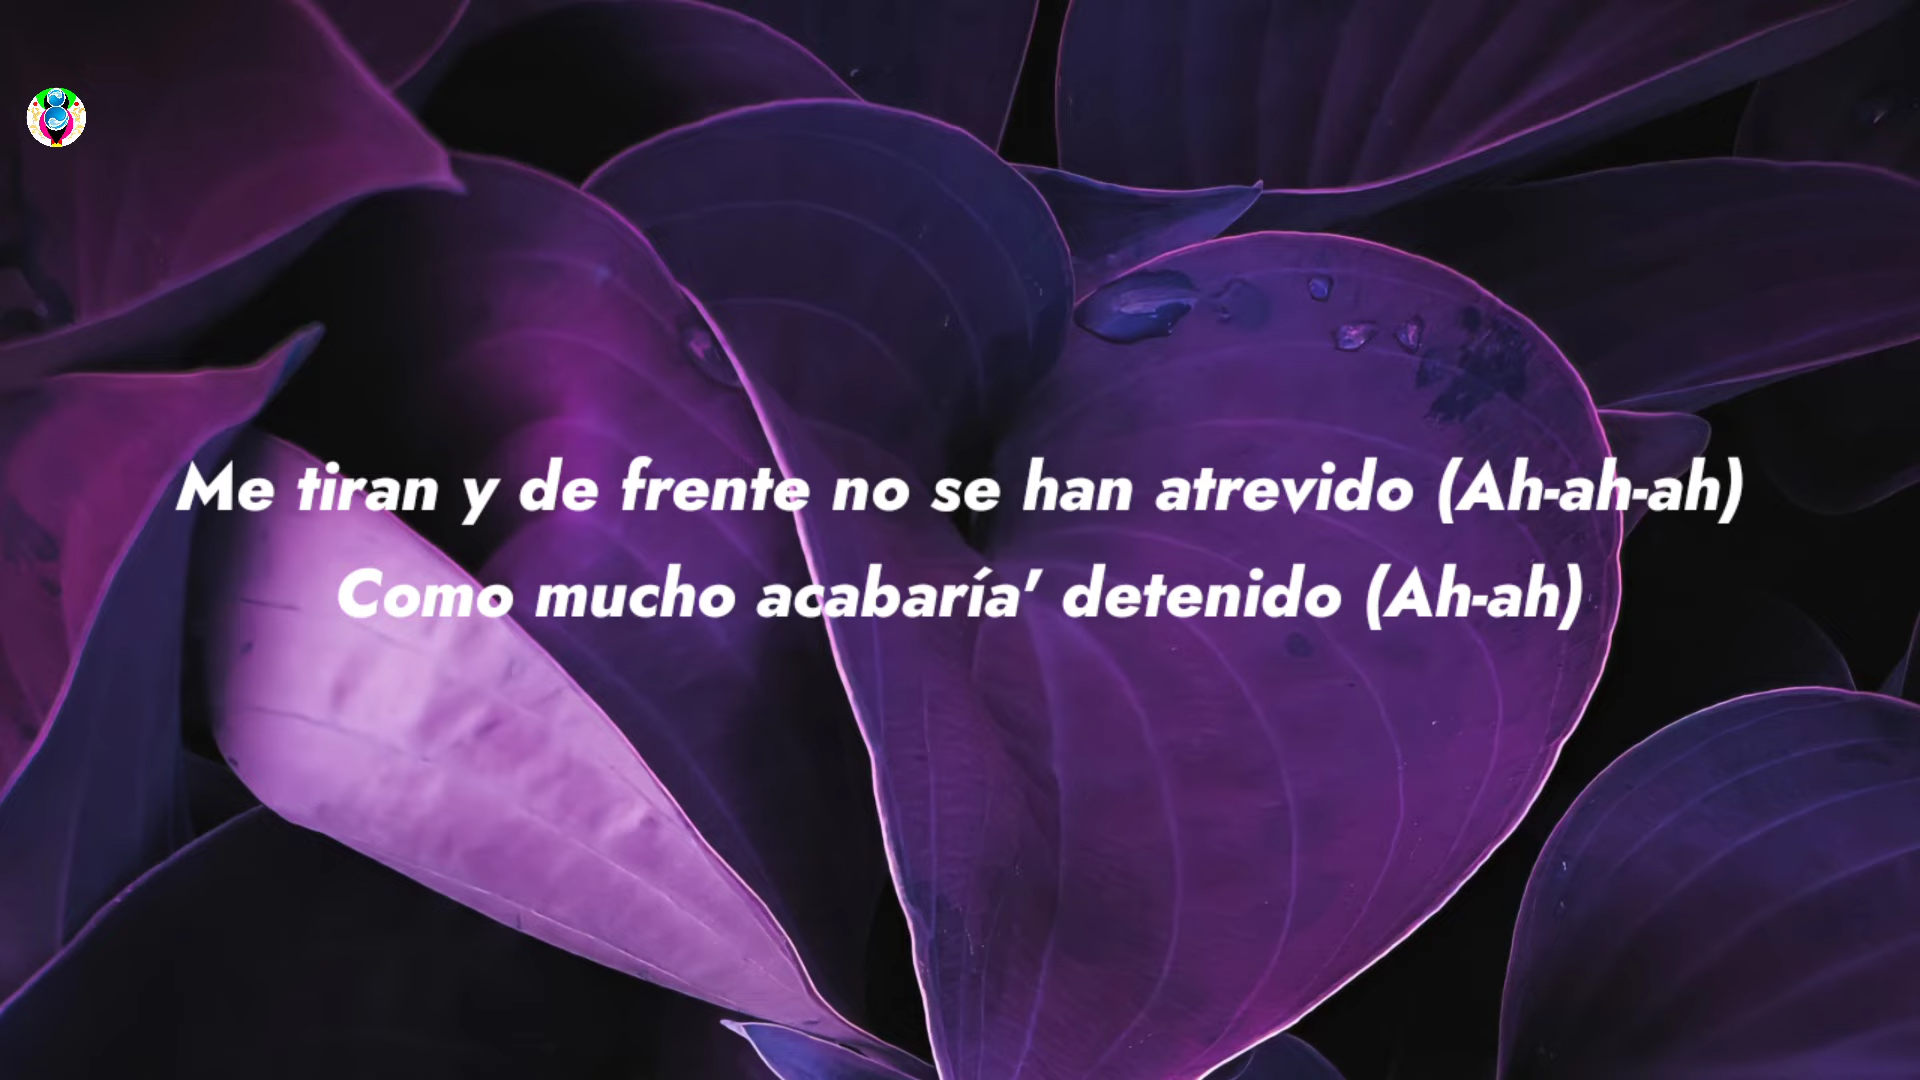 Me tiran y de frente no se han atrevido (Ah-ah-ah)
Como mucho acabaría' detenido (Ah-ah)